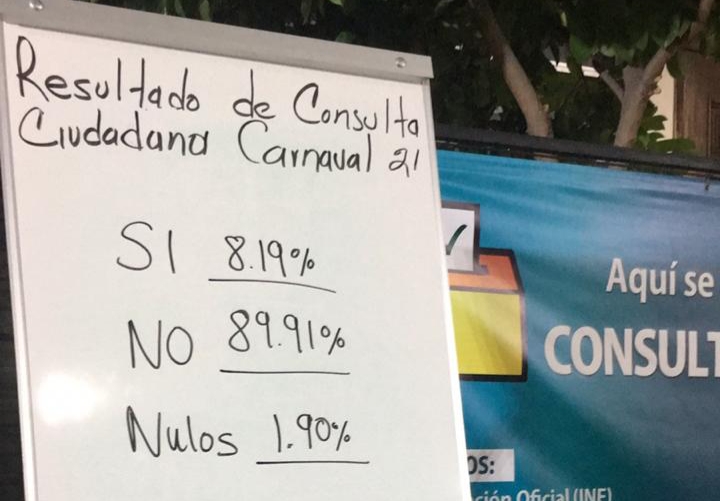 Resultado de Consulta
Ciudadana Carnaval 21
SI 8.19%
NO 89.91%
Nulos 1.90%
Aquí se
CONSULT
OS:
ción Oficial (INE)